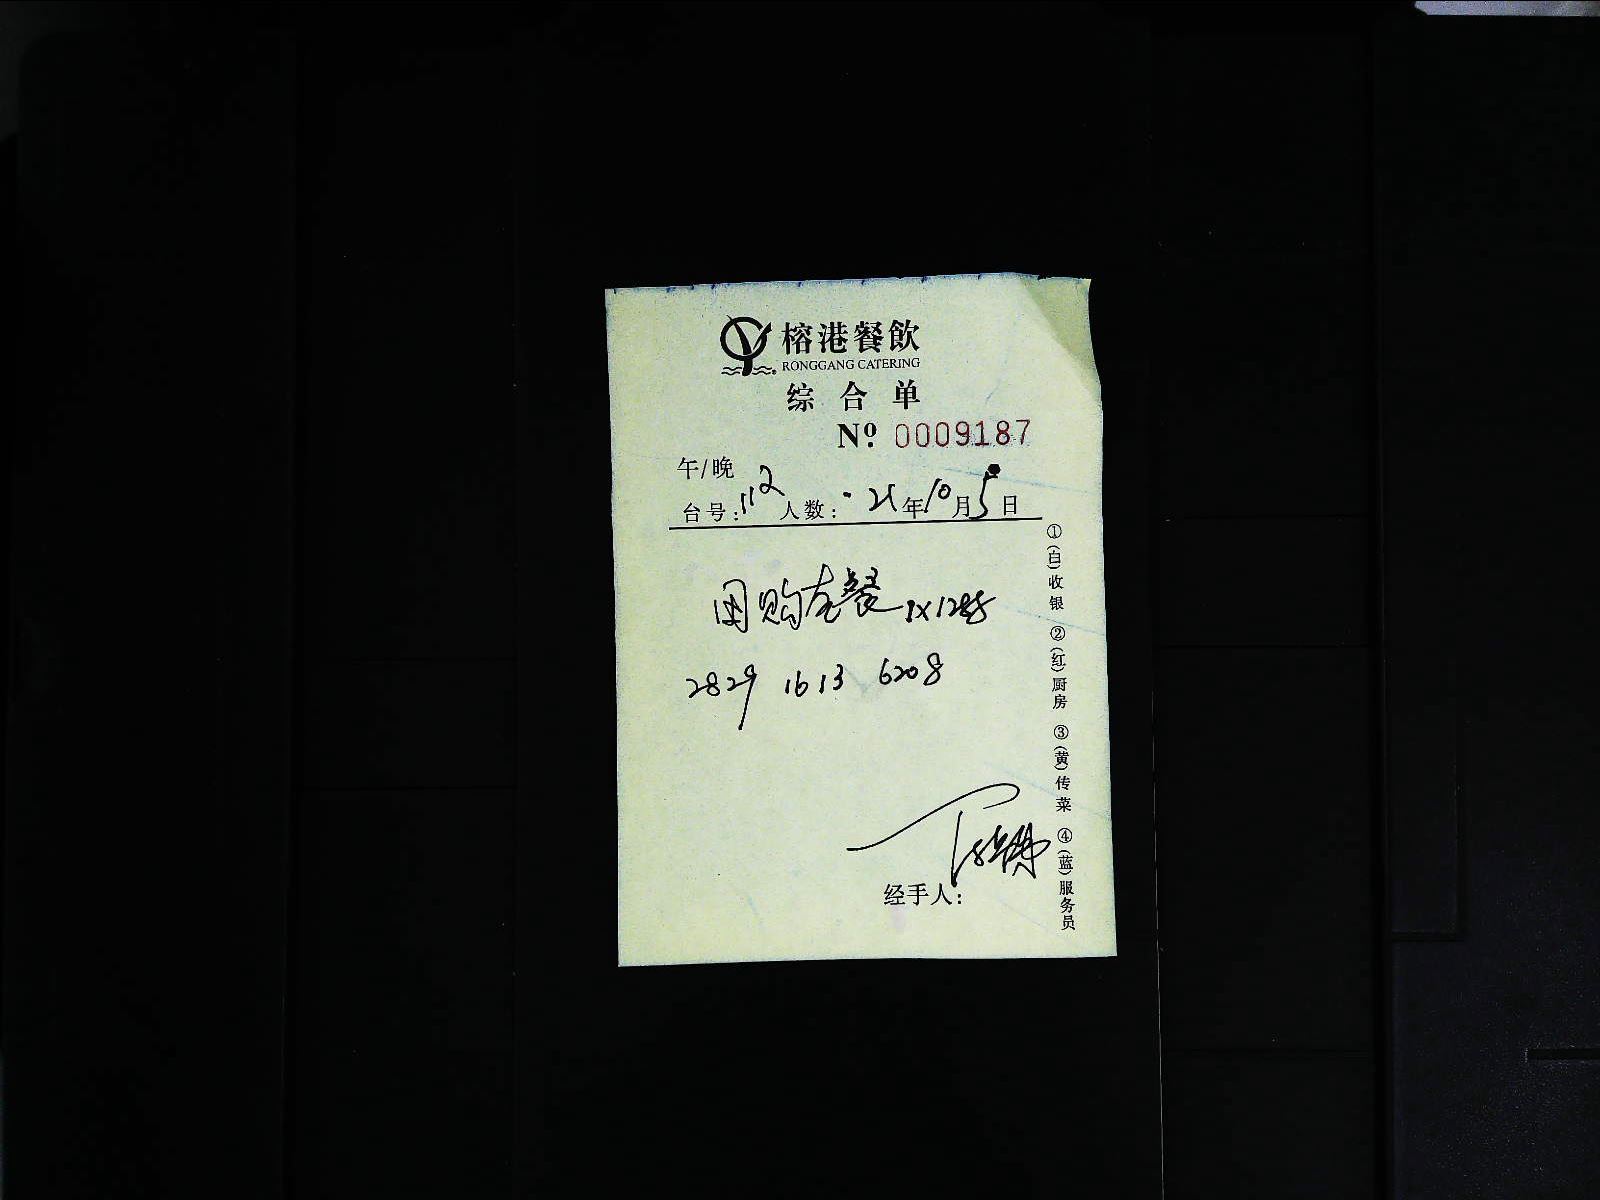 榕港餐飲
RONGGANG CATERING
综合单
Nº 0009187
午/晚
台号:112 人数: 21年10月5日
团购套餐 1X128
2829 1613 6208
经手人:
①(白)收银 ②(红)厨房 ③(黄)传菜 ④(蓝)服务员